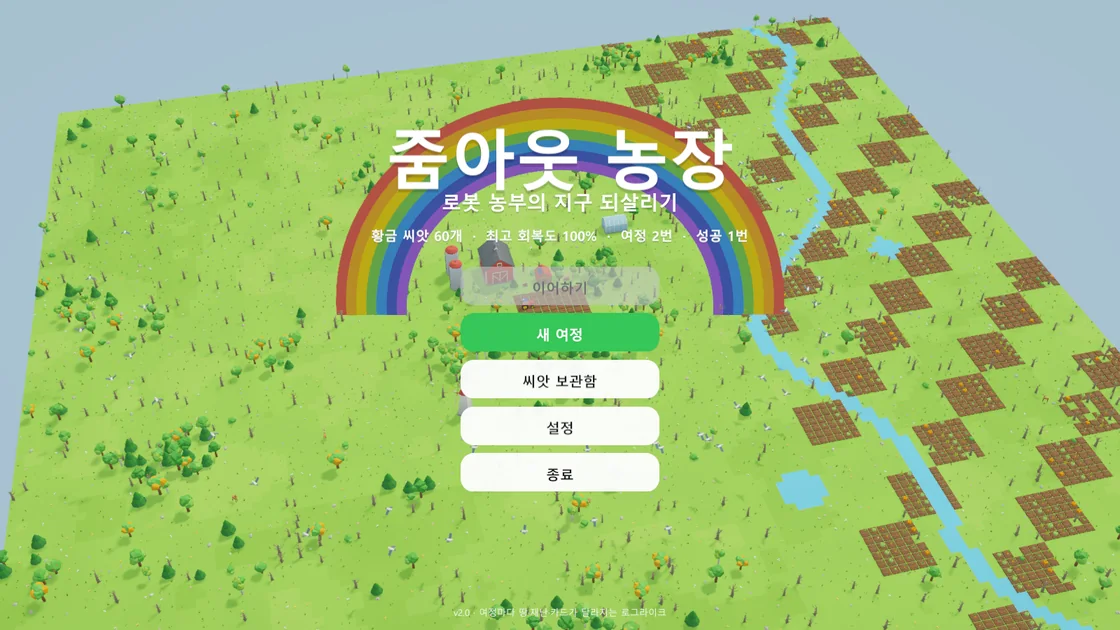 줌아웃 농장
로봇 농부의 지구 되살리기
황금 씨앗 60개 · 최고 회복도 100% · 여정 2번 · 성공 1번
이어하기
새 여정
씨앗 보관함
설정
종료
v2.0 · 여정마다 땅·재난·카드가 달라지는 로그라이크